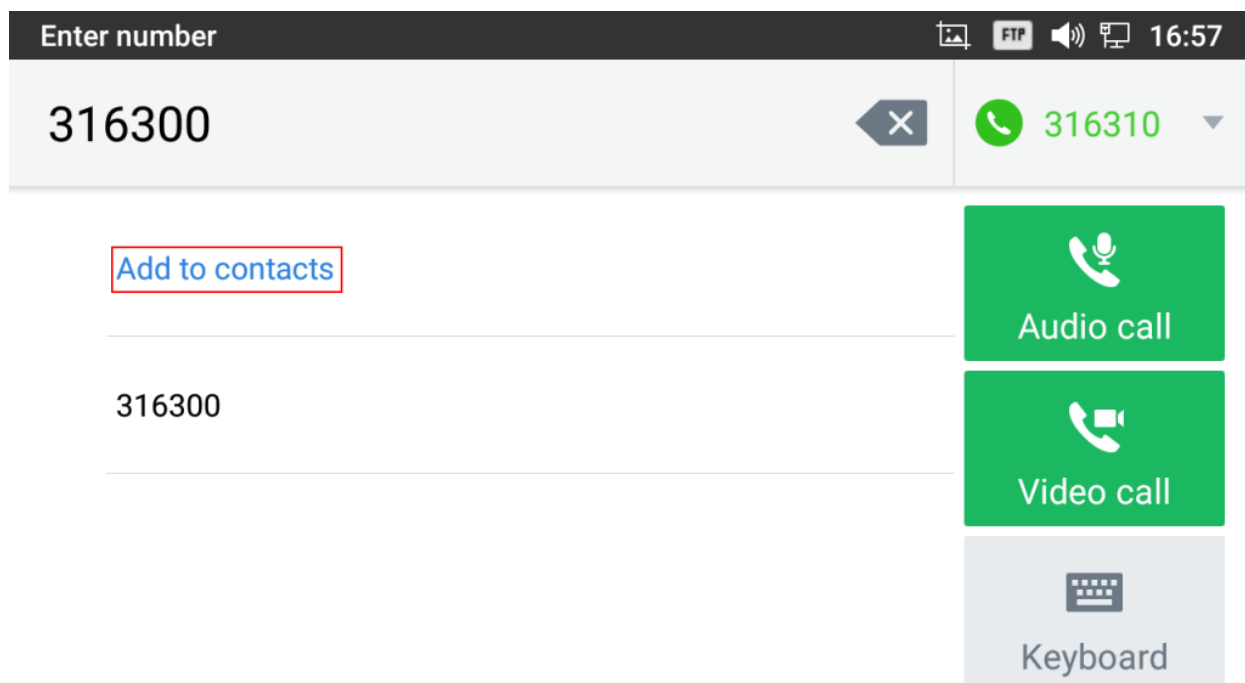 Enter number
FTP
16:57
316300
316310
Add to contacts
Audio call
316300
Video call
Keyboard